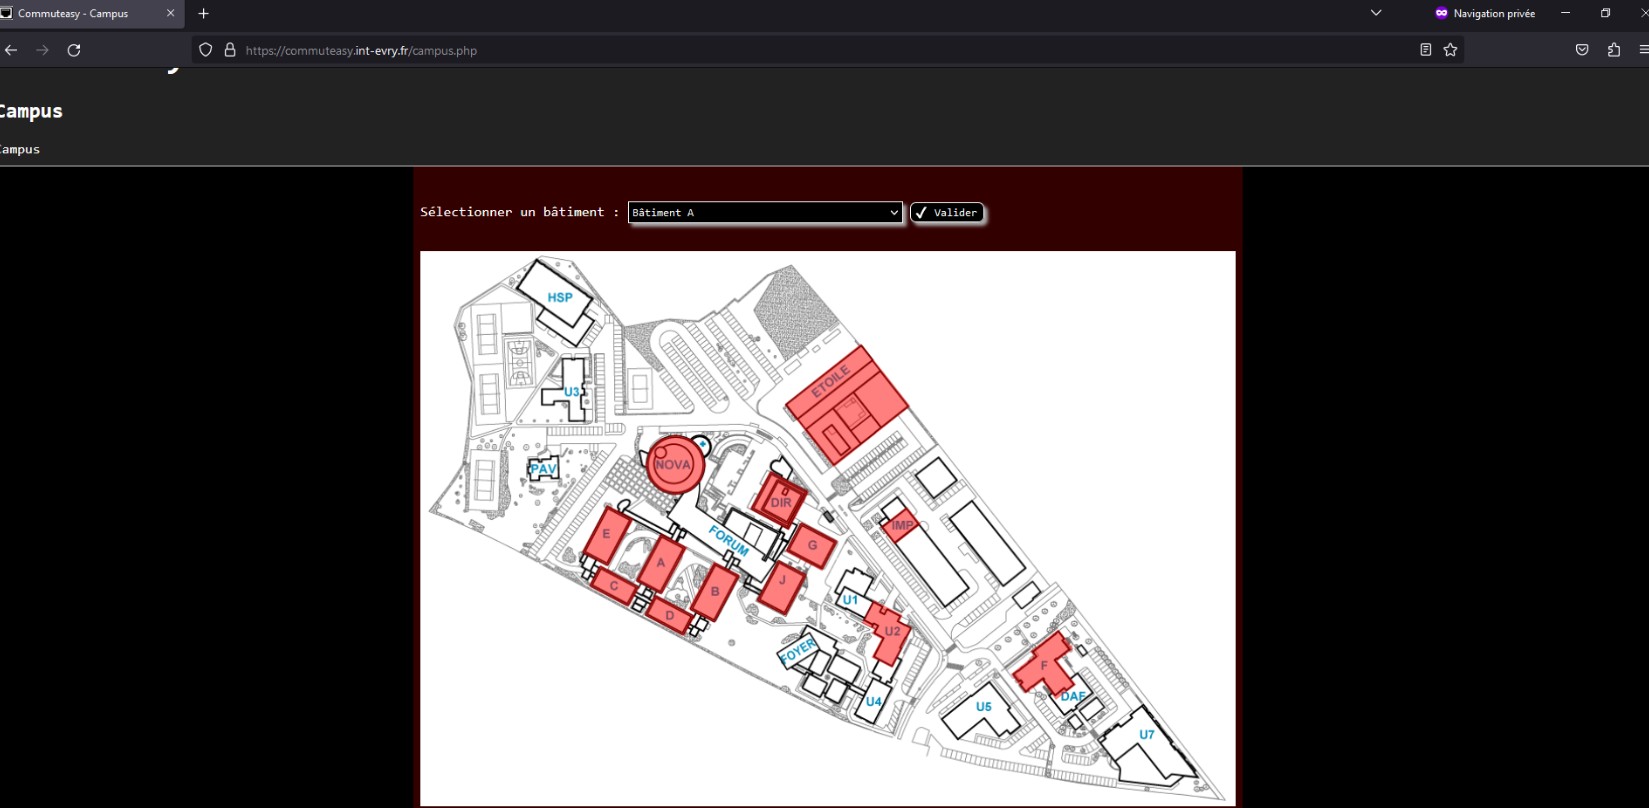 Commuteasy - Campus
Navigation privée
https://commuteasy.int-evry.fr/campus.php
Campus
Campus
Sélectionner un bâtiment :
Bâtiment A
Valider
HSP
U3
ETOILE
PAV
NOVA
DIR
IMP
FORUM
E
G
A
J
C
B
U1
D
U2
FOYER
F
DAF
U4
U5
U7